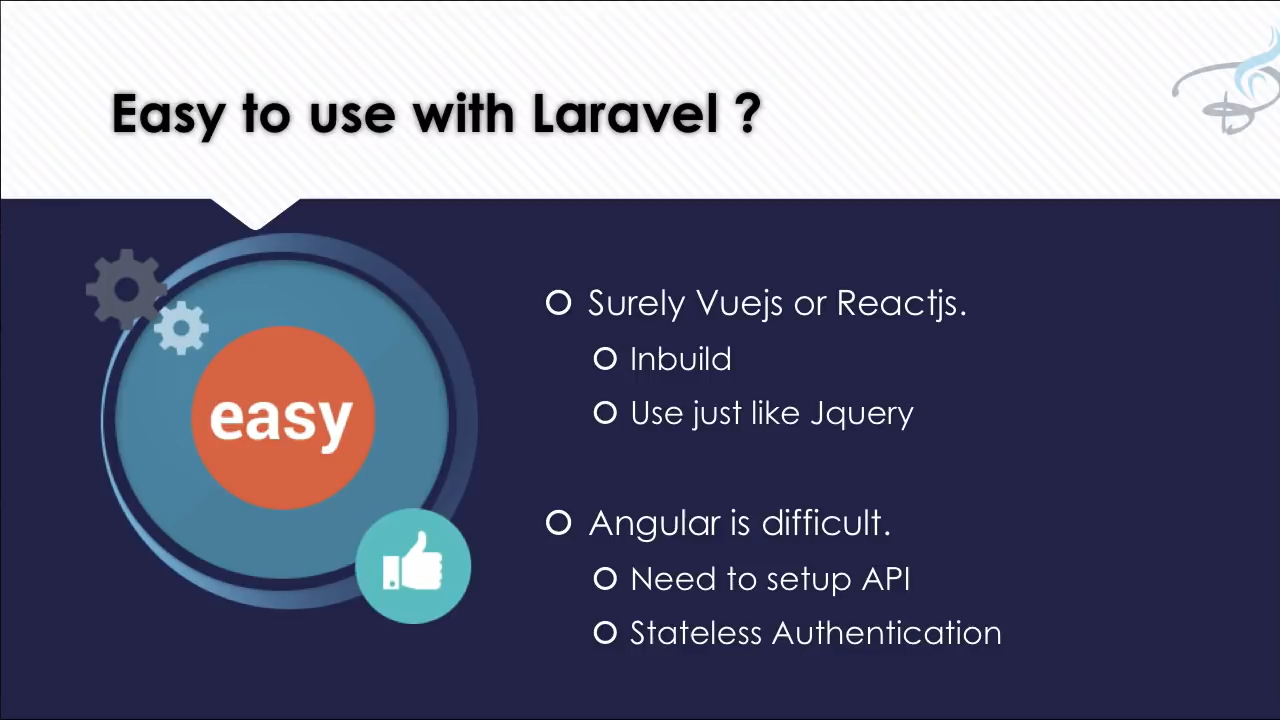 Easy to use with Laravel ?
easy
Surely Vuejs or Reactjs.
Inbuild
Use just like Jquery
Angular is difficult.
Need to setup API
Stateless Authentication